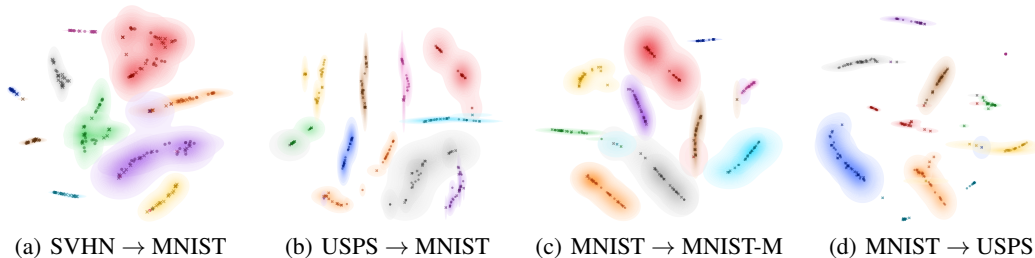 (a) SVHN → MNIST
(b) USPS → MNIST
(c) MNIST → MNIST-M
(d) MNIST → USPS